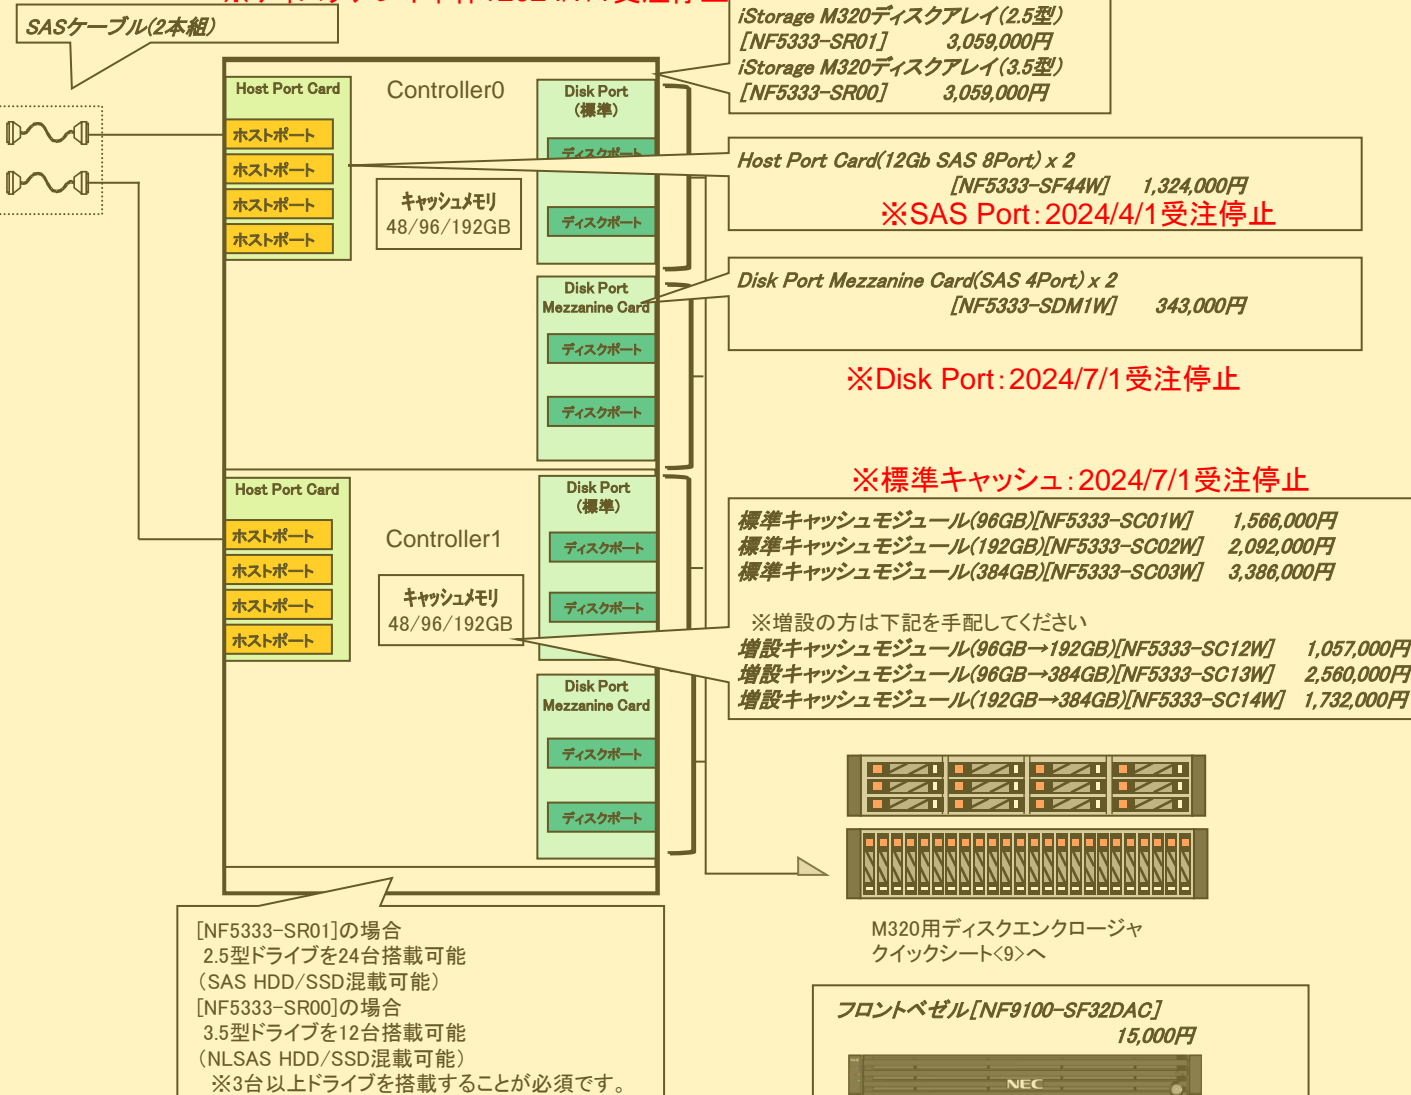 SASケーブル(2本組)
iStorage M320ディスクアレイ(2.5型)
[NF5333-SR01] 3,059,000円
iStorage M320ディスクアレイ(3.5型)
[NF5333-SR00] 3,059,000円
Host Port Card
Controller0
Disk Port
(標準)
ホストポート
ホストポート
ホストポート
ホストポート
キャッシュメモリ
48/96/192GB
ディスクポート
Host Port Card(12Gb SAS 8Port) x 2
[NF5333-SF44W] 1,324,000円
※SAS Port:2024/4/1受注停止
Disk Port
Mezzanine Card
ディスクポート
ディスクポート
Disk Port Mezzanine Card(SAS 4Port) x 2
[NF5333-SDM1W] 343,000円
※Disk Port:2024/7/1受注停止
※標準キャッシュ:2024/7/1受注停止
Host Port Card
Controller1
Disk Port
(標準)
ホストポート
ホストポート
ホストポート
ホストポート
キャッシュメモリ
48/96/192GB
ディスクポート
ディスクポート
標準キャッシュモジュール(96GB)[NF5333-SC01W] 1,566,000円
標準キャッシュモジュール(192GB)[NF5333-SC02W] 2,092,000円
標準キャッシュモジュール(384GB)[NF5333-SC03W] 3,386,000円
※増設の方は下記を手配してください
増設キャッシュモジュール(96GB→192GB)[NF5333-SC12W] 1,057,000円
増設キャッシュモジュール(96GB→384GB)[NF5333-SC13W] 2,560,000円
増設キャッシュモジュール(192GB→384GB)[NF5333-SC14W] 1,732,000円
Disk Port
Mezzanine Card
ディスクポート
ディスクポート
M320用ディスクエンクロージャ
クイックシート<9>へ
[NF5333-SR01]の場合
2.5型ドライブを24台搭載可能
(SAS HDD/SSD混載可能)
[NF5333-SR00]の場合
3.5型ドライブを12台搭載可能
(NLSAS HDD/SSD混載可能)
※3台以上ドライブを搭載することが必須です。
フロントベゼル[NF9100-SF32DAC]
15,000円
NEC